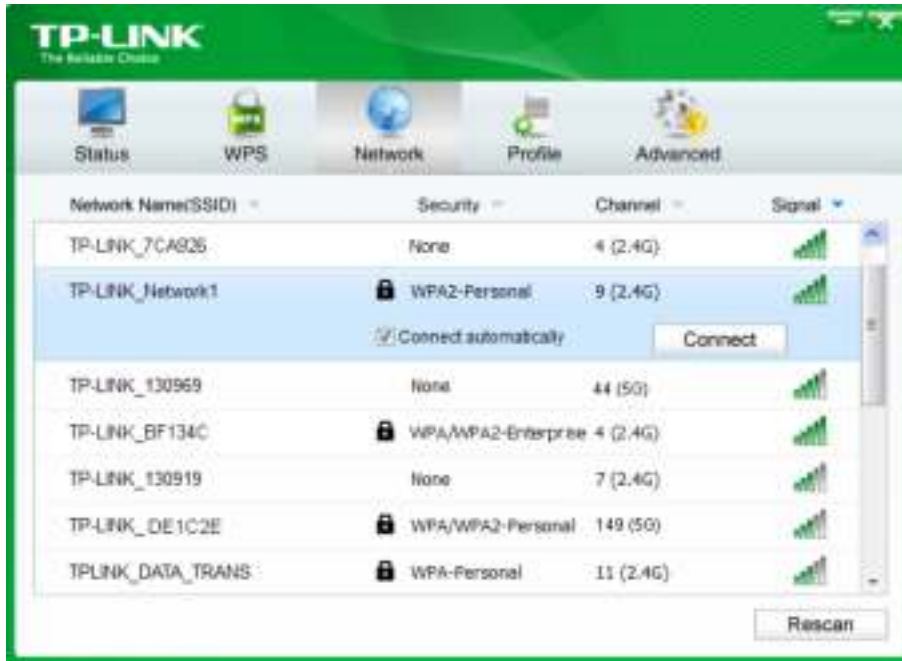 TP-LINK
The Reliable Choice
Status WPS Network Profile Advanced
Network Name(SSID) Security Channel Signal
TP-LINK_7CA926 None 4 (2.4G)
TP-LINK_Network1 WPA2-Personal 9 (2.4G)
Connect automatically Connect
TP-LINK_130969 None 44 (5G)
TP-LINK_BF134C WPA/WPA2-Enterprise 4 (2.4G)
TP-LINK_130919 None 7 (2.4G)
TP-LINK_DE1C2E WPA/WPA2-Personal 149 (5G)
TPLINK_DATA_TRANS WPA-Personal 11 (2.4G)
Rescan